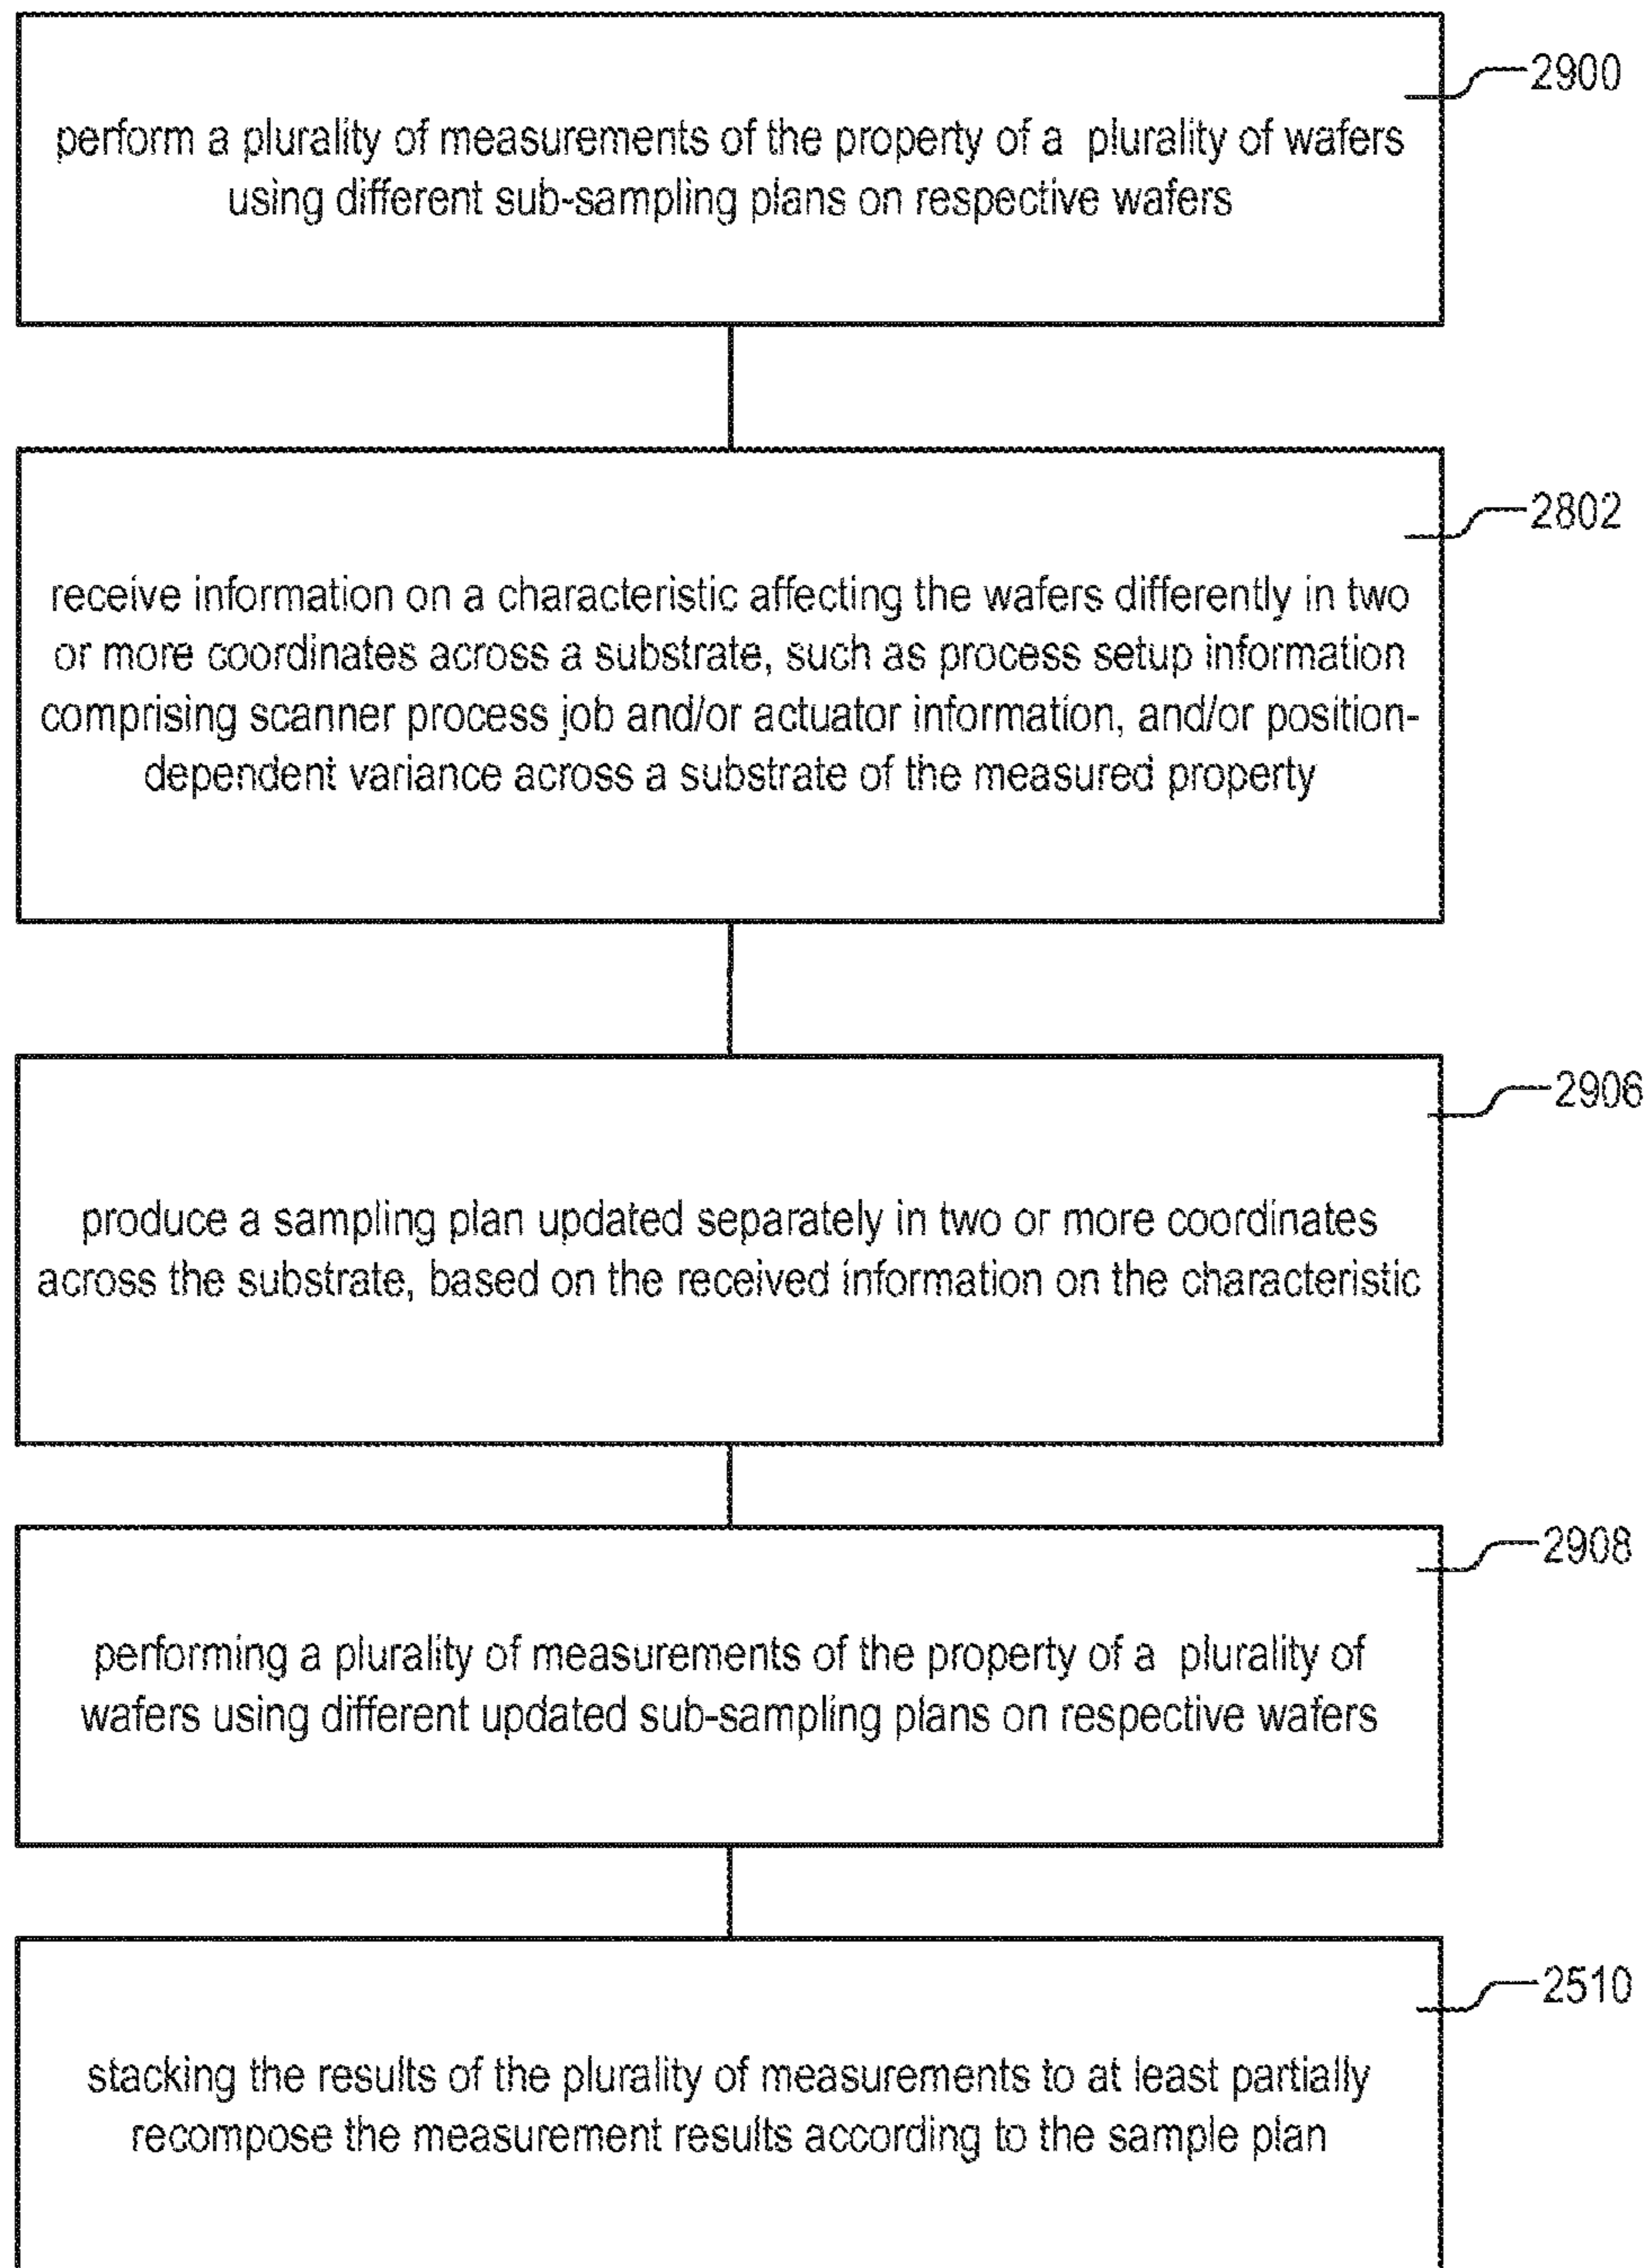 2900
perform a plurality of measurements of the property of a plurality of wafers
using different sub-sampling plans on respective wafers
2802
receive information on a characteristic affecting the wafers differently in two
or more coordinates across a substrate, such as process setup information
comprising scanner process job and/or actuator information, and/or position-
dependent variance across a substrate of the measured property
2906
produce a sampling plan updated separately in two or more coordinates
across the substrate, based on the received information on the characteristic
2908
performing a plurality of measurements of the property of a plurality of
wafers using different updated sub-sampling plans on respective wafers
2510
stacking the results of the plurality of measurements to at least partially
recompose the measurement results according to the sample plan